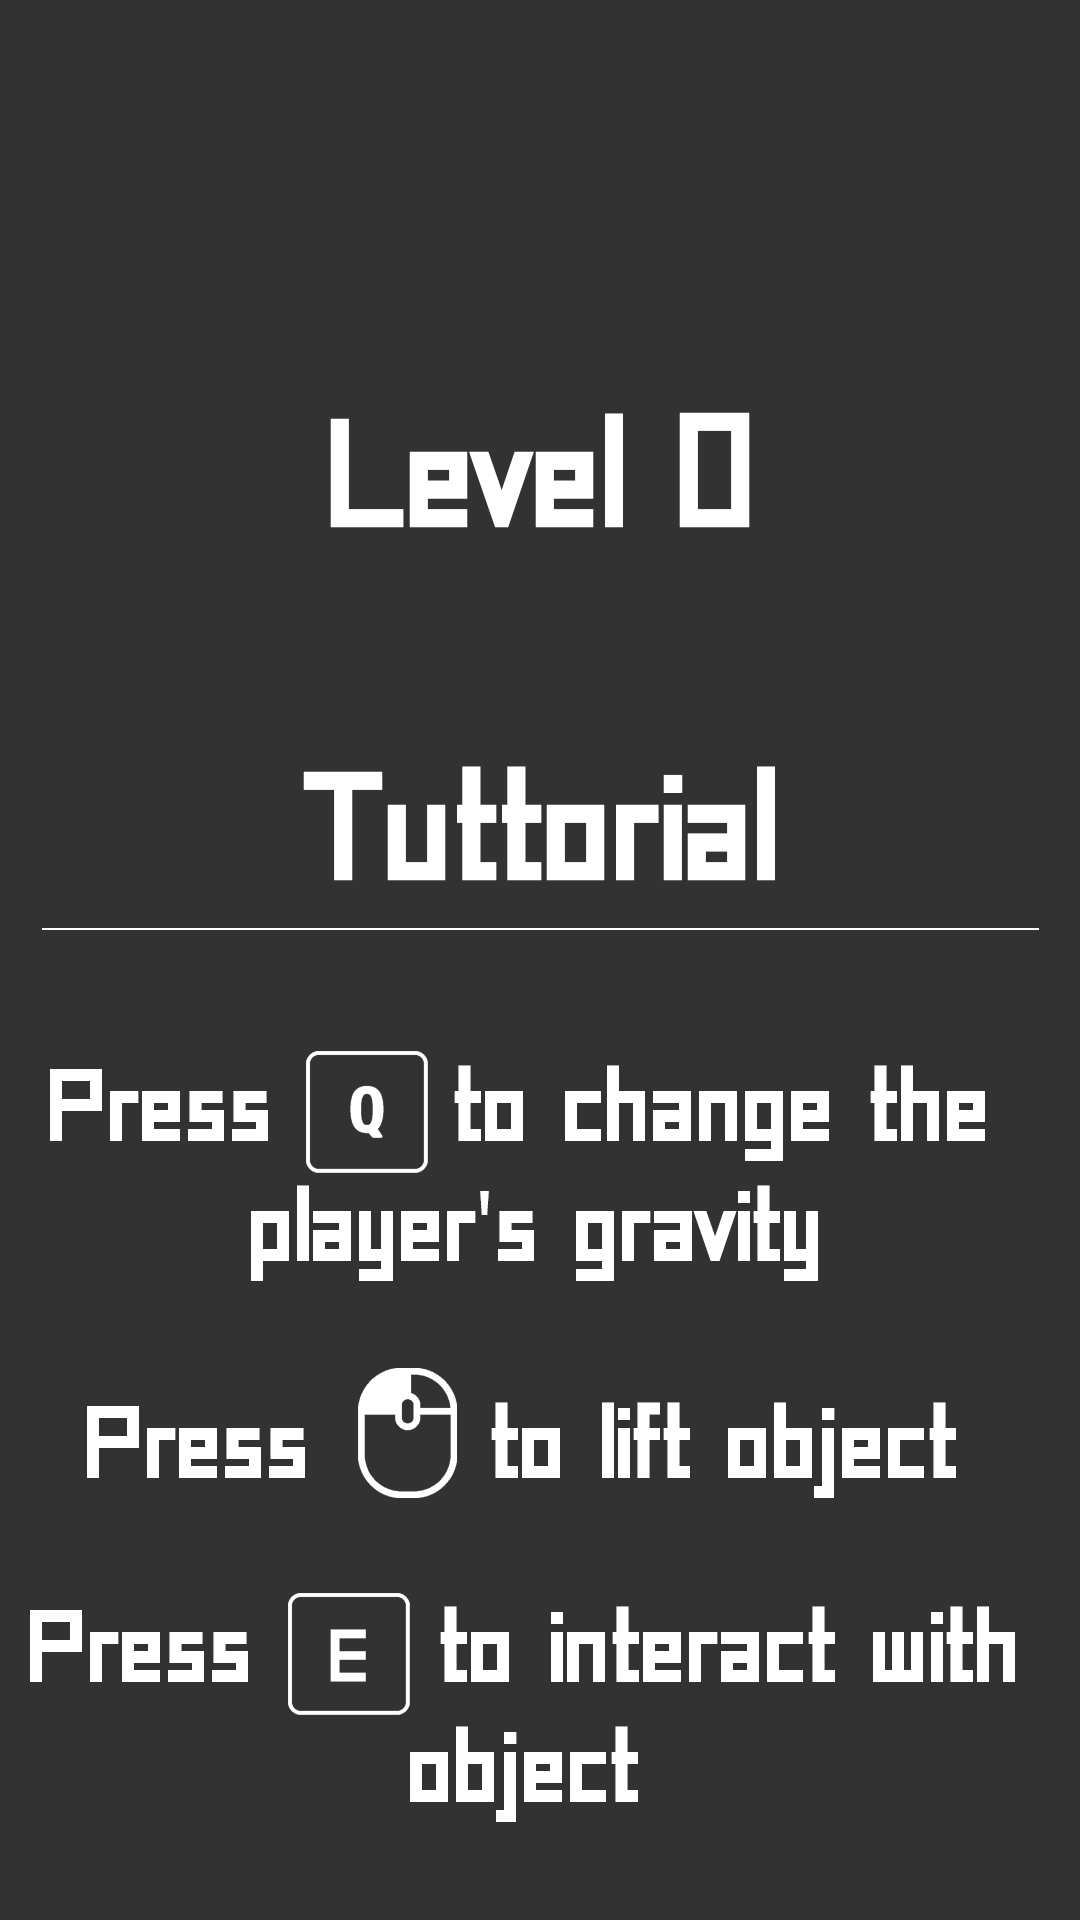 Level 0
Tuttorial
Press Q to change the
player's gravity
Press to lift object
Press E to interact with
object